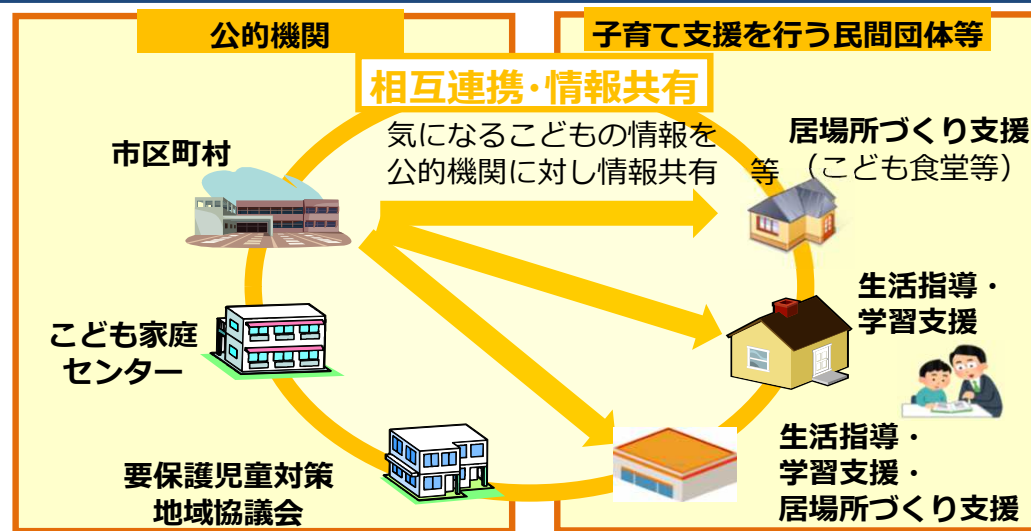 公的機関
子育て支援を行う民間団体等
相互連携・情報共有
気になるこどもの情報を
公的機関に対し情報共有　等
市区町村
居場所づくり支援
（こども食堂等）
こども家庭
センター
生活指導・
学習支援
要保護児童対策
地域協議会
生活指導・
学習支援・
居場所づくり支援